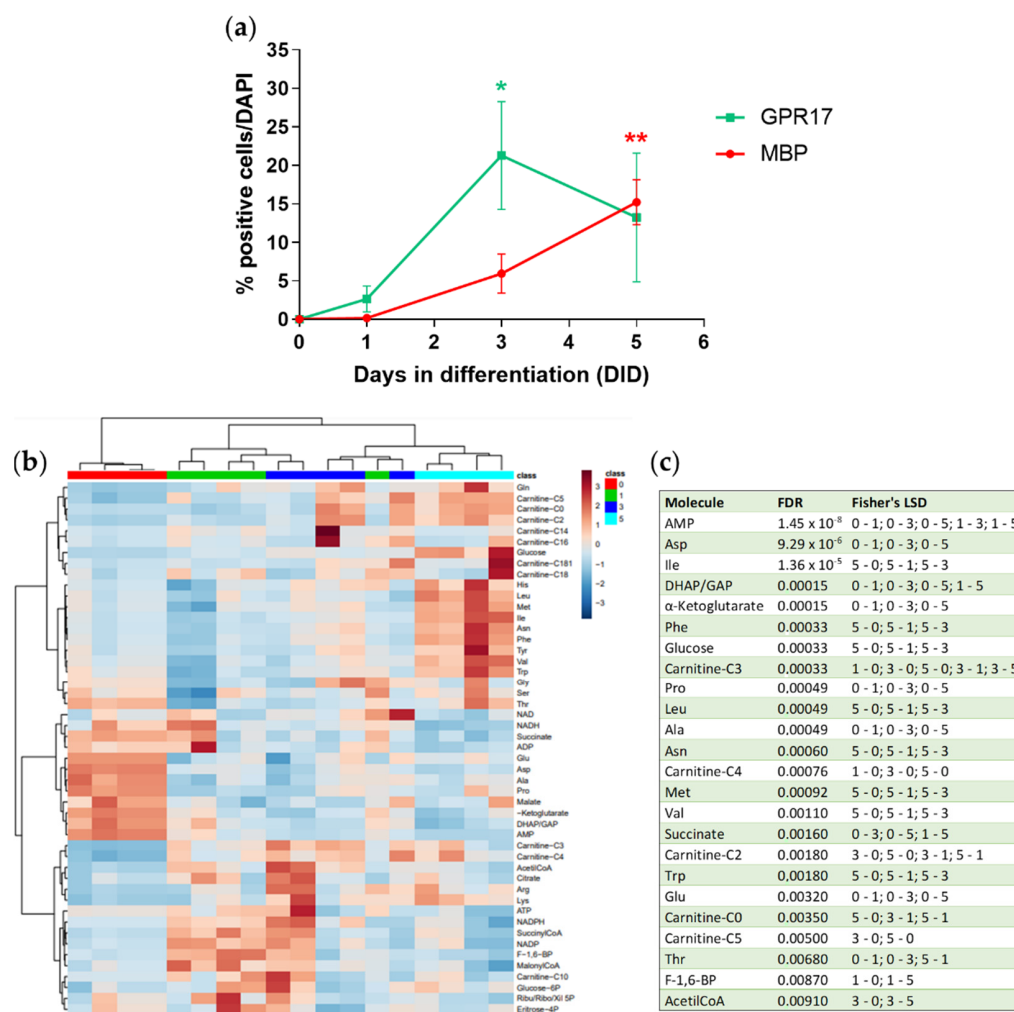 (a)
35
30
25
20
15
10
5
0
% positive cells/DAPI
*
**
GPR17
MBP
0
1
2
3
4
5
6
Days in differentiation (DID)
(b)
class
Gln
Carnitine-C5
Carnitine-C0
Carnitine-C2
Carnitine-C14
Carnitine-C16
Glucose
Carnitine-C181
Carnitine-C18
His
Leu
Met
Ile
Asn
Phe
Tyr
Val
Trp
Gly
Ser
Thr
NAD
NADH
Succinate
ADP
Glu
Asp
Ala
Pro
Malate
-Ketoglutarate
DHAP/GAP
AMP
Carnitine-C3
Carnitine-C4
AcetilCoA
Citrate
Arg
Lys
ATP
NADPH
SuccinylCoA
NADP
F-1,6-BP
MalonylCoA
Carnitine-C10
Glucose-6P
Ribu/Ribo/Xil 5P
Eritrose-4P
3
2
1
0
-1
-2
-3
class
0
1
3
5
(c)
Molecule FDR Fisher's LSD
AMP 1.45 x 10-8 0 - 1; 0 - 3; 0 - 5; 1 - 3; 1 - 5
Asp 9.29 x 10-6 0 - 1; 0 - 3; 0 - 5
Ile 1.36 x 10-5 5 - 0; 5 - 1; 5 - 3
DHAP/GAP 0.00015 0 - 1; 0 - 3; 0 - 5; 1 - 5
α-Ketoglutarate 0.00015 0 - 1; 0 - 3; 0 - 5
Phe 0.00033 5 - 0; 5 - 1; 5 - 3
Glucose 0.00033 5 - 0; 5 - 1; 5 - 3
Carnitine-C3 0.00033 1 - 0; 3 - 0; 5 - 0; 3 - 1; 3 - 5
Pro 0.00049 0 - 1; 0 - 3; 0 - 5
Leu 0.00049 5 - 0; 5 - 1; 5 - 3
Ala 0.00049 0 - 1; 0 - 3; 0 - 5
Asn 0.00060 5 - 0; 5 - 1; 5 - 3
Carnitine-C4 0.00076 1 - 0; 3 - 0; 5 - 0
Met 0.00092 5 - 0; 5 - 1; 5 - 3
Val 0.00110 5 - 0; 5 - 1; 5 - 3
Succinate 0.00160 0 - 3; 0 - 5; 1 - 5
Carnitine-C2 0.00180 3 - 0; 5 - 0; 3 - 1; 5 - 1
Trp 0.00180 5 - 0; 5 - 1; 5 - 3
Glu 0.00320 0 - 1; 0 - 3; 0 - 5
Carnitine-C0 0.00350 5 - 0; 3 - 1; 5 - 1
Carnitine-C5 0.00500 3 - 0; 5 - 0
Thr 0.00680 0 - 1; 0 - 3; 5 - 1
F-1,6-BP 0.00870 1 - 0; 1 - 5
AcetilCoA 0.00910 3 - 0; 3 - 5